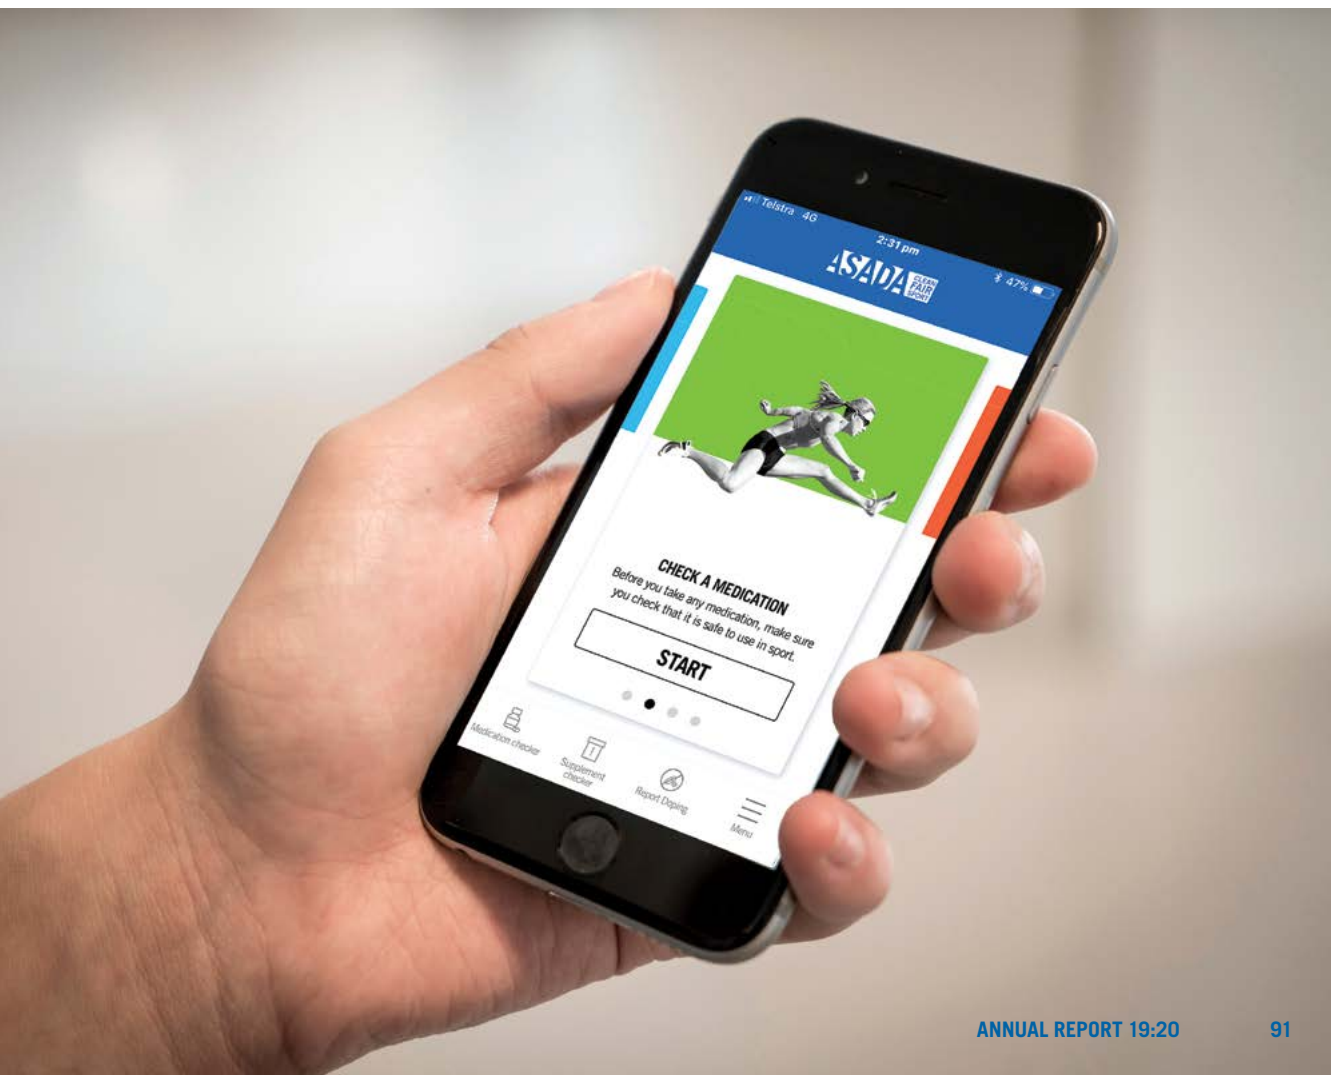 Telstra 4G
2:31 pm
47%
ASADA
CLEAN
FAIR
SPORT
CHECK A MEDICATION
Before you take any medication, make sure
you check that it is safe to use in sport.
START
Medication checker
Supplement
checker
Report Doping
Menu
ANNUAL REPORT 19:20 91